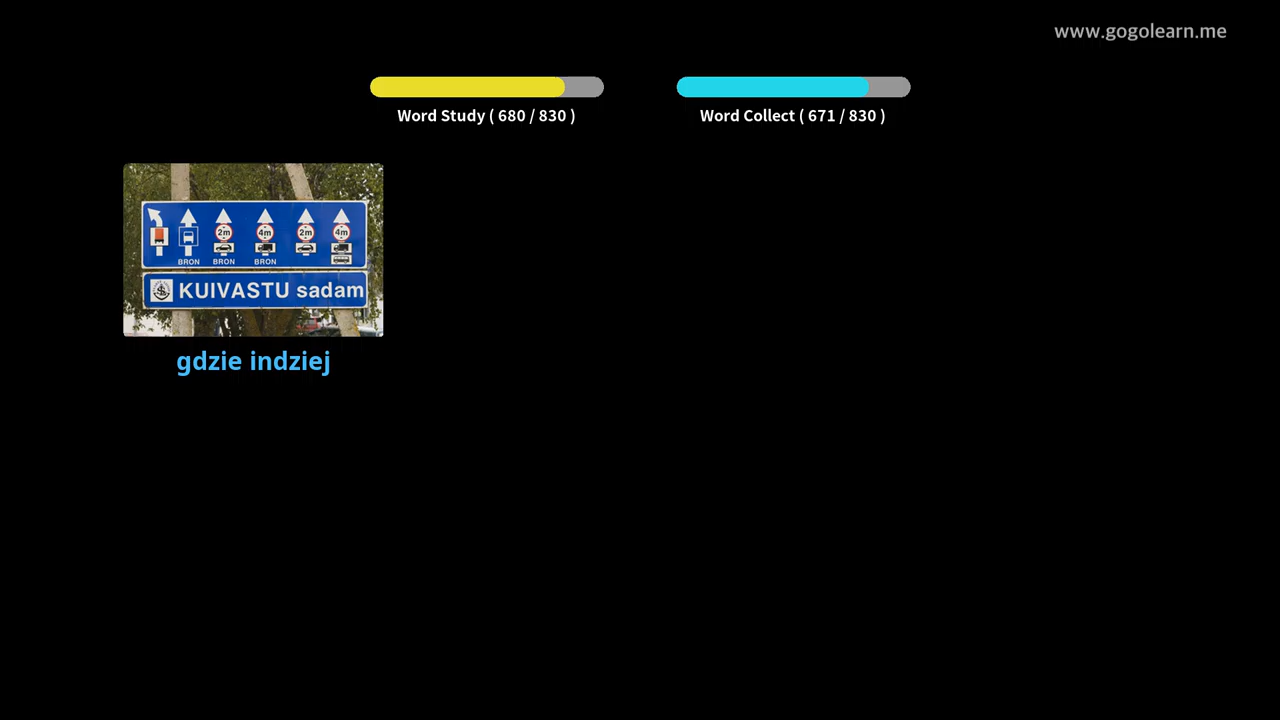 www.gogolearn.me
Word Study ( 680 / 830 )
Word Collect ( 671 / 830 )
2m 4m 2m 4m
BRON BRON BRON
KUIVASTU sadam
gdzie indziej